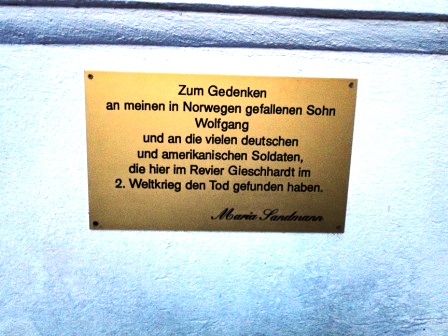 Zum Gedenken
an meinen in Norwegen gefallenen Sohn
Wolfgang
und an die vielen deutschen
und amerikanischen Soldaten,
die hier im Revier Gieschhardt im
2. Weltkrieg den Tod gefunden haben.
Maria Sandmann